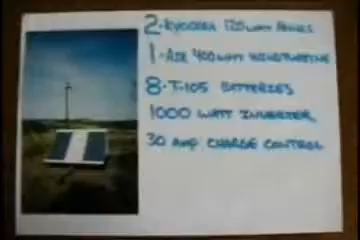 2-KYOCERA 120 WATT PANELS
1-AIR 400 WATT WINDTURBINE
8-T-105 BATTERIES
1000 WATT INVERTER
30 AMP CHARGE CONTROL